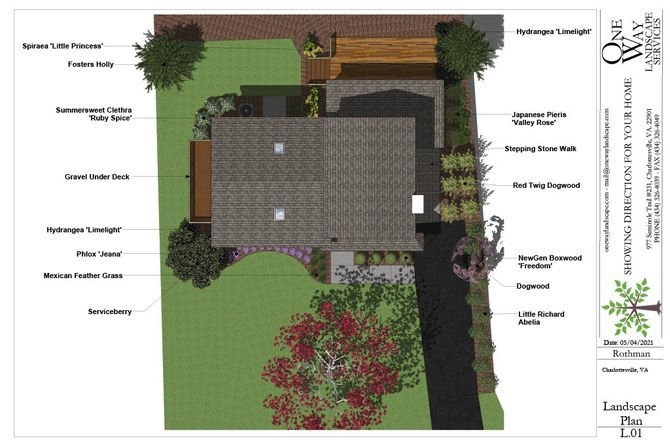 Spiraea 'Little Princess'
Fosters Holly
Summersweet Clethra
'Ruby Spice'
Gravel Under Deck
Hydrangea 'Limelight'
Phlox 'Jeana'
Mexican Feather Grass
Serviceberry
Hydrangea 'Limelight'
Japanese Pieris
'Valley Rose'
Stepping Stone Walk
Red Twig Dogwood
NewGen Boxwood
'Freedom'
Dogwood
Little Richard
Abelia
ONE
WAY
LANDSCAPE
SERVICES
SHOWING DIRECTION FOR YOUR HOME
onewaylandscape.com - mail@onewaylandscape.com
977 Seminole Trail #231, Charlottesville, VA, 22901
PHONE (434) 326-4039 - FAX (434) 326-4049
Date: 05/04/2021
Rothman
Charlottesville, VA
Landscape
Plan
L.01